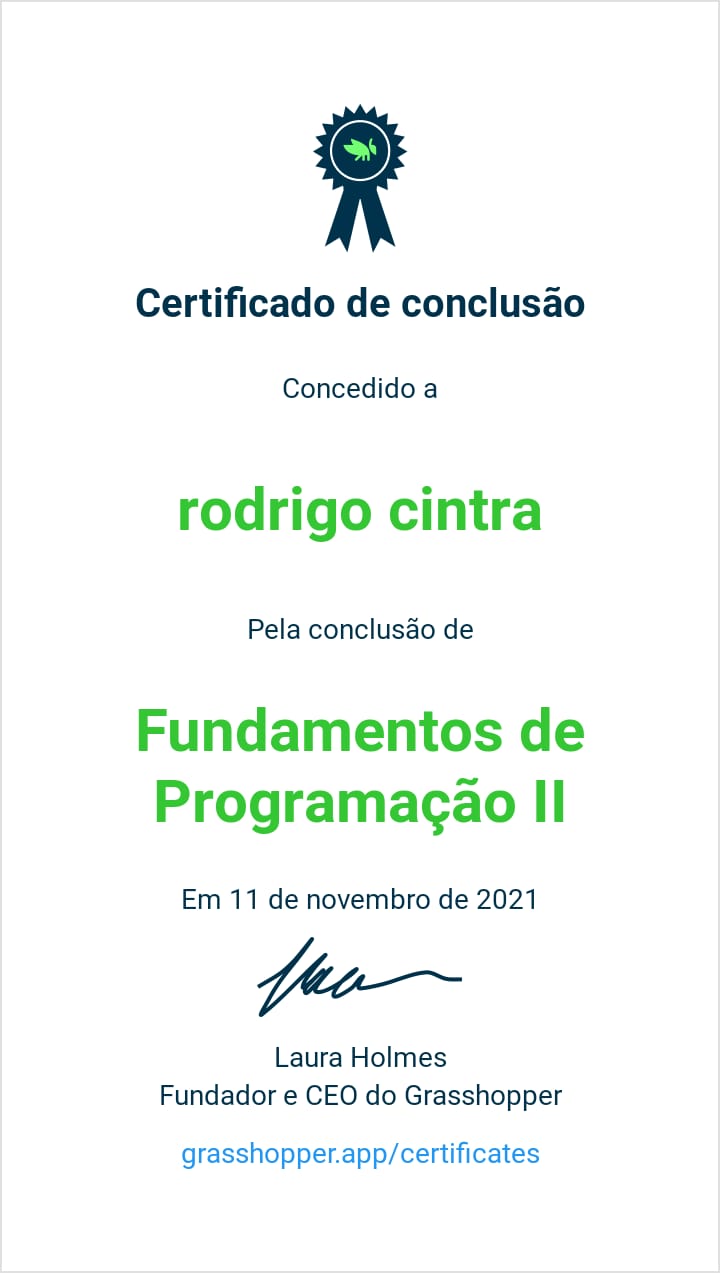 Certificado de conclusão
Concedido a
rodrigo cintra
Pela conclusão de
Fundamentos de
Programação II
Em 11 de novembro de 2021
Laura Holmes
Fundador e CEO do Grasshopper
grasshopper.app/certificates